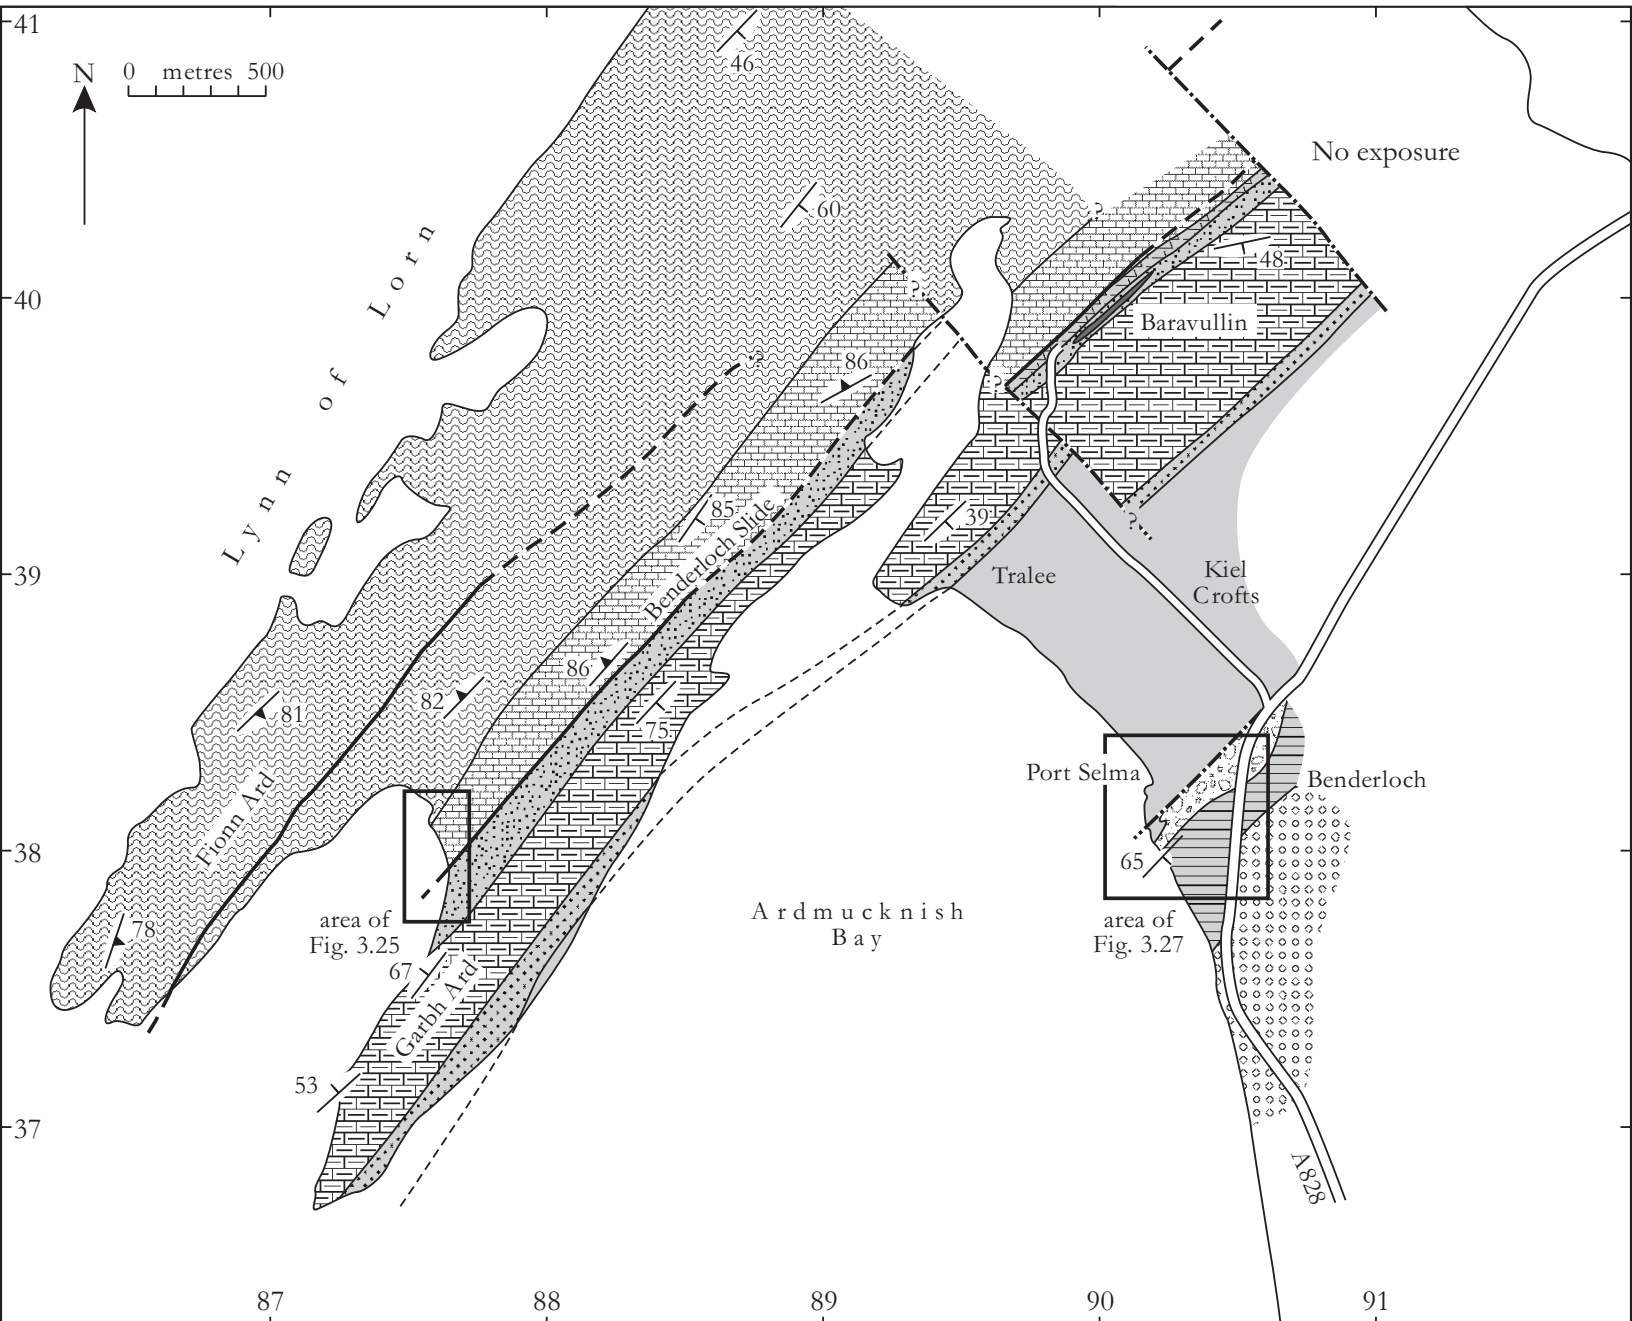 41
N
0 metres 500
46
No exposure
60
?
48
Lynn of Lorn
40
?
Baravullin
?
86
?
85
39
?
Benderloch Slide
39
Tralee
Kiel
Crofts
86
82
81
75
Port Selma
Benderloch
Fionn Ard
38
65
area of
Fig. 3.25
Ardmucknish
Bay
area of
Fig. 3.27
78
67
Garbh Ard
53
37
A828
87
88
89
90
91